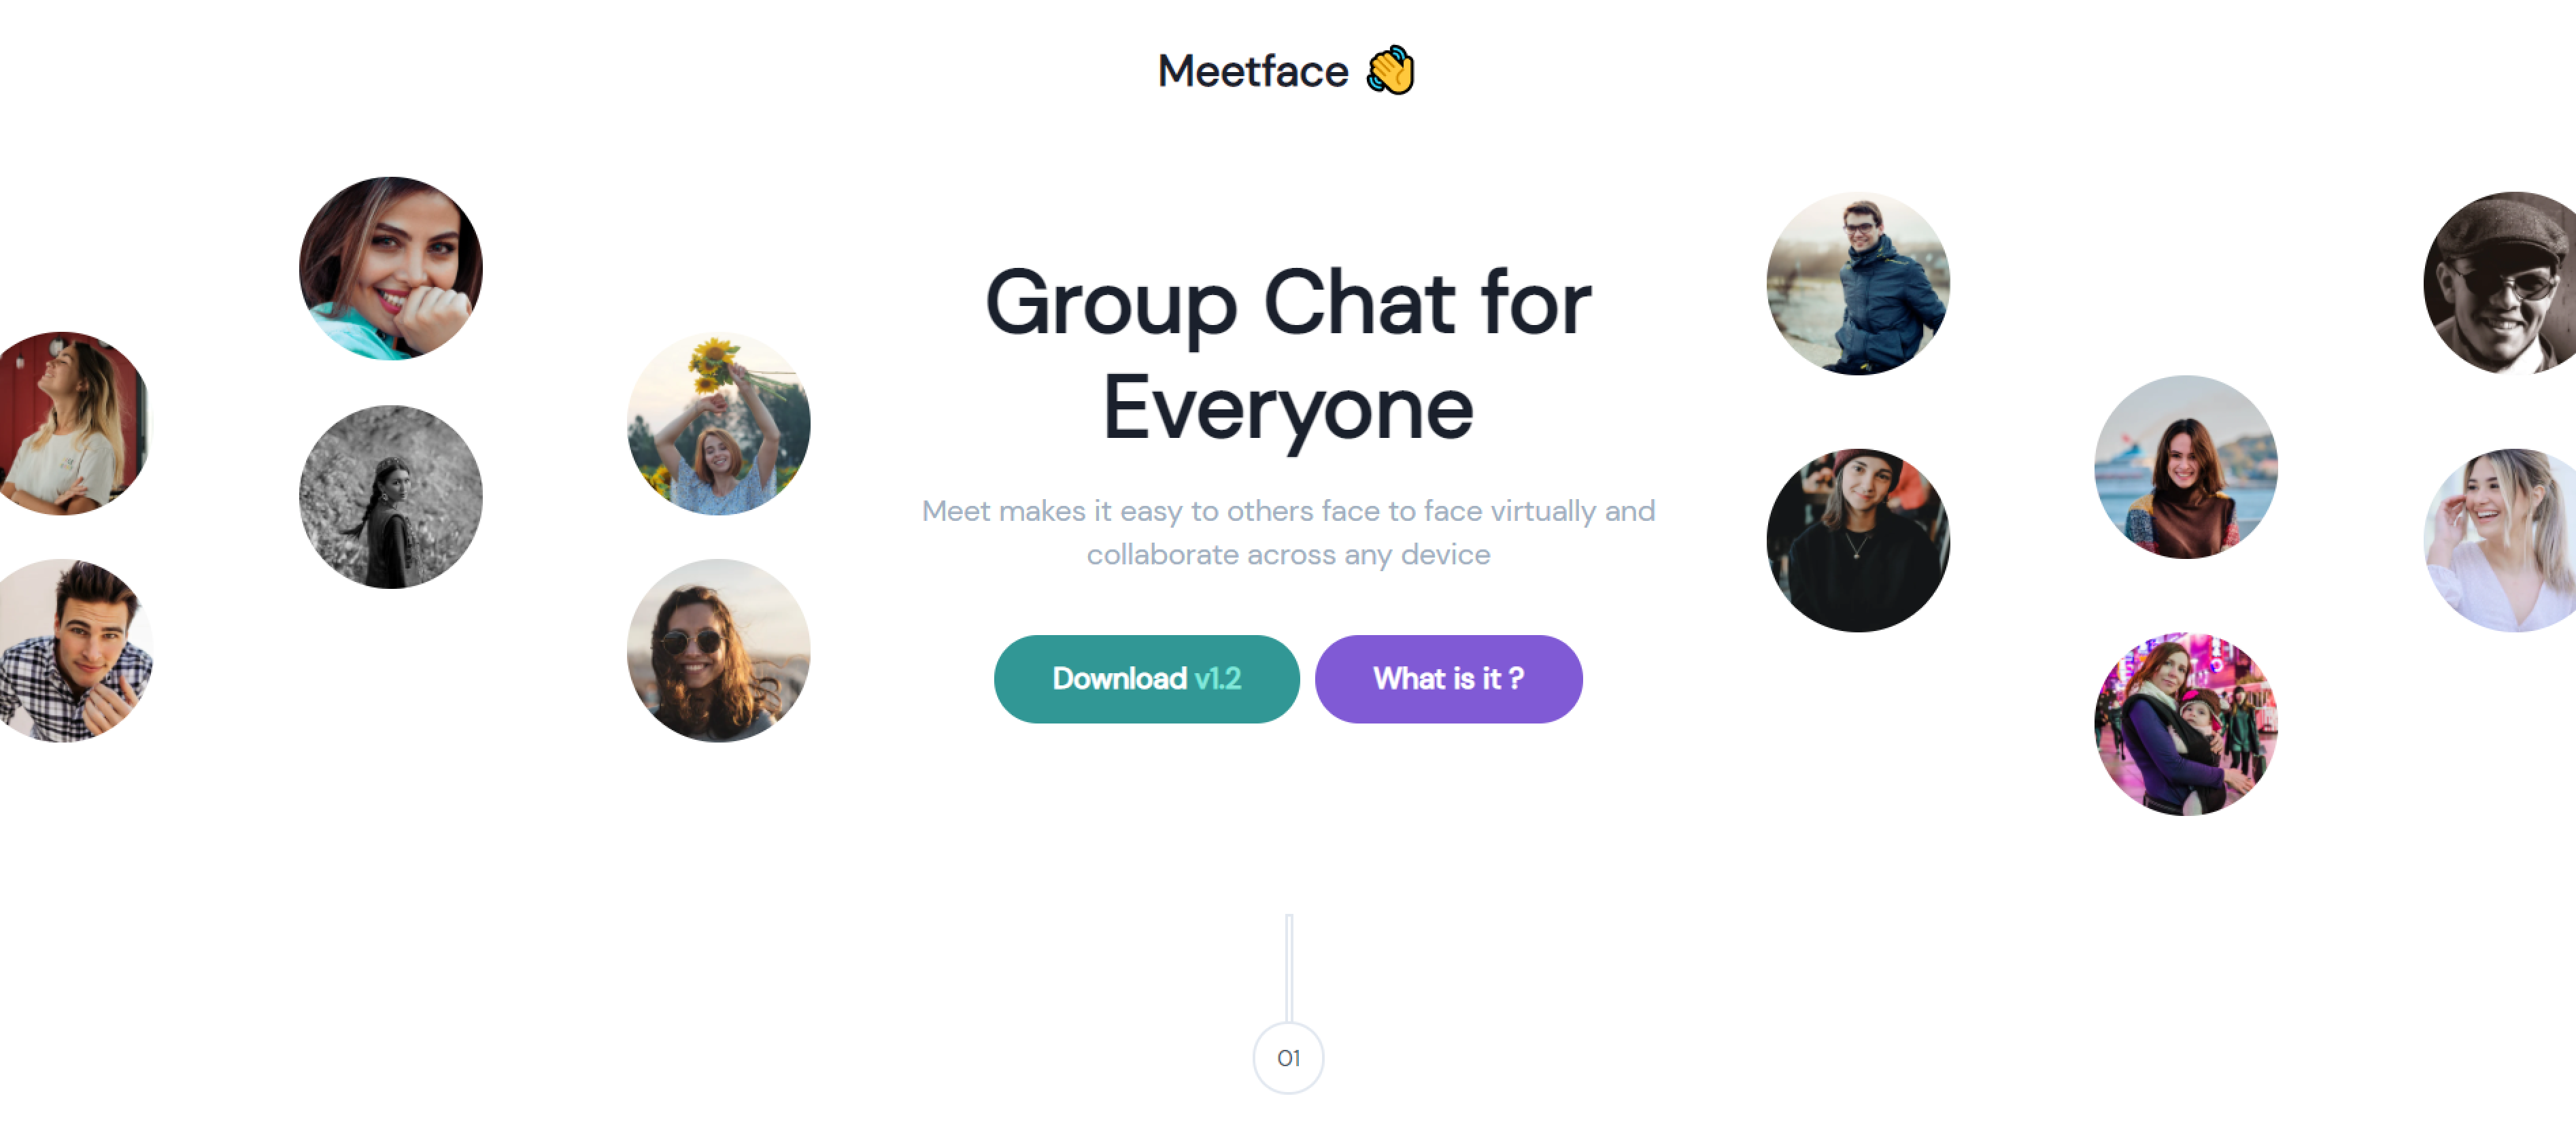 Meetface
Group Chat for
Everyone
Meet makes it easy to others face to face virtually and
collaborate across any device
Download v1.2
What is it ?
01